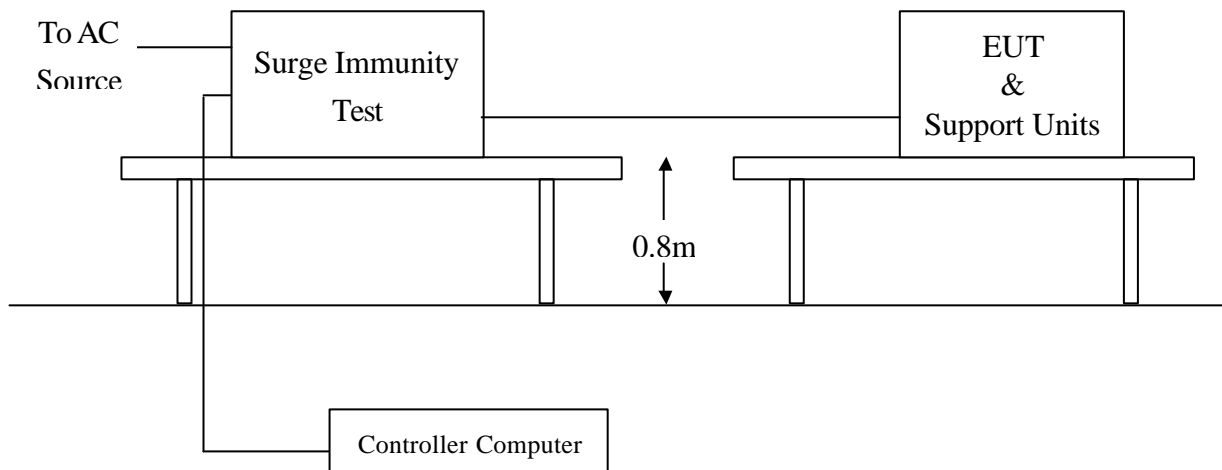 To AC
Source
Surge Immunity
Test
EUT
&
Support Units
0.8m
Controller Computer